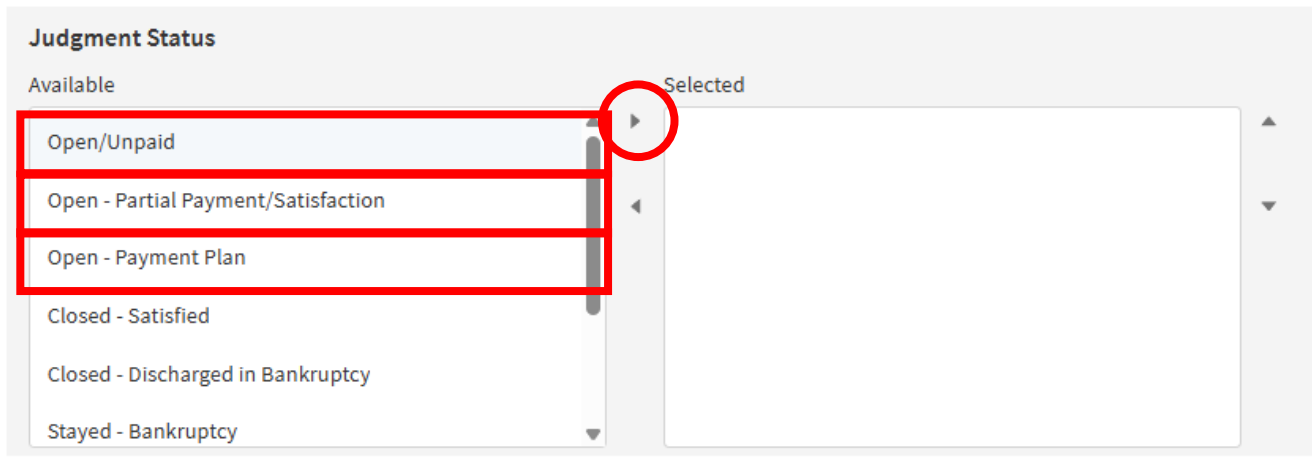 Judgment Status
Available
Selected
Open/Unpaid
Open - Partial Payment/Satisfaction
Open - Payment Plan
Closed - Satisfied
Closed - Discharged in Bankruptcy
Stayed - Bankruptcy